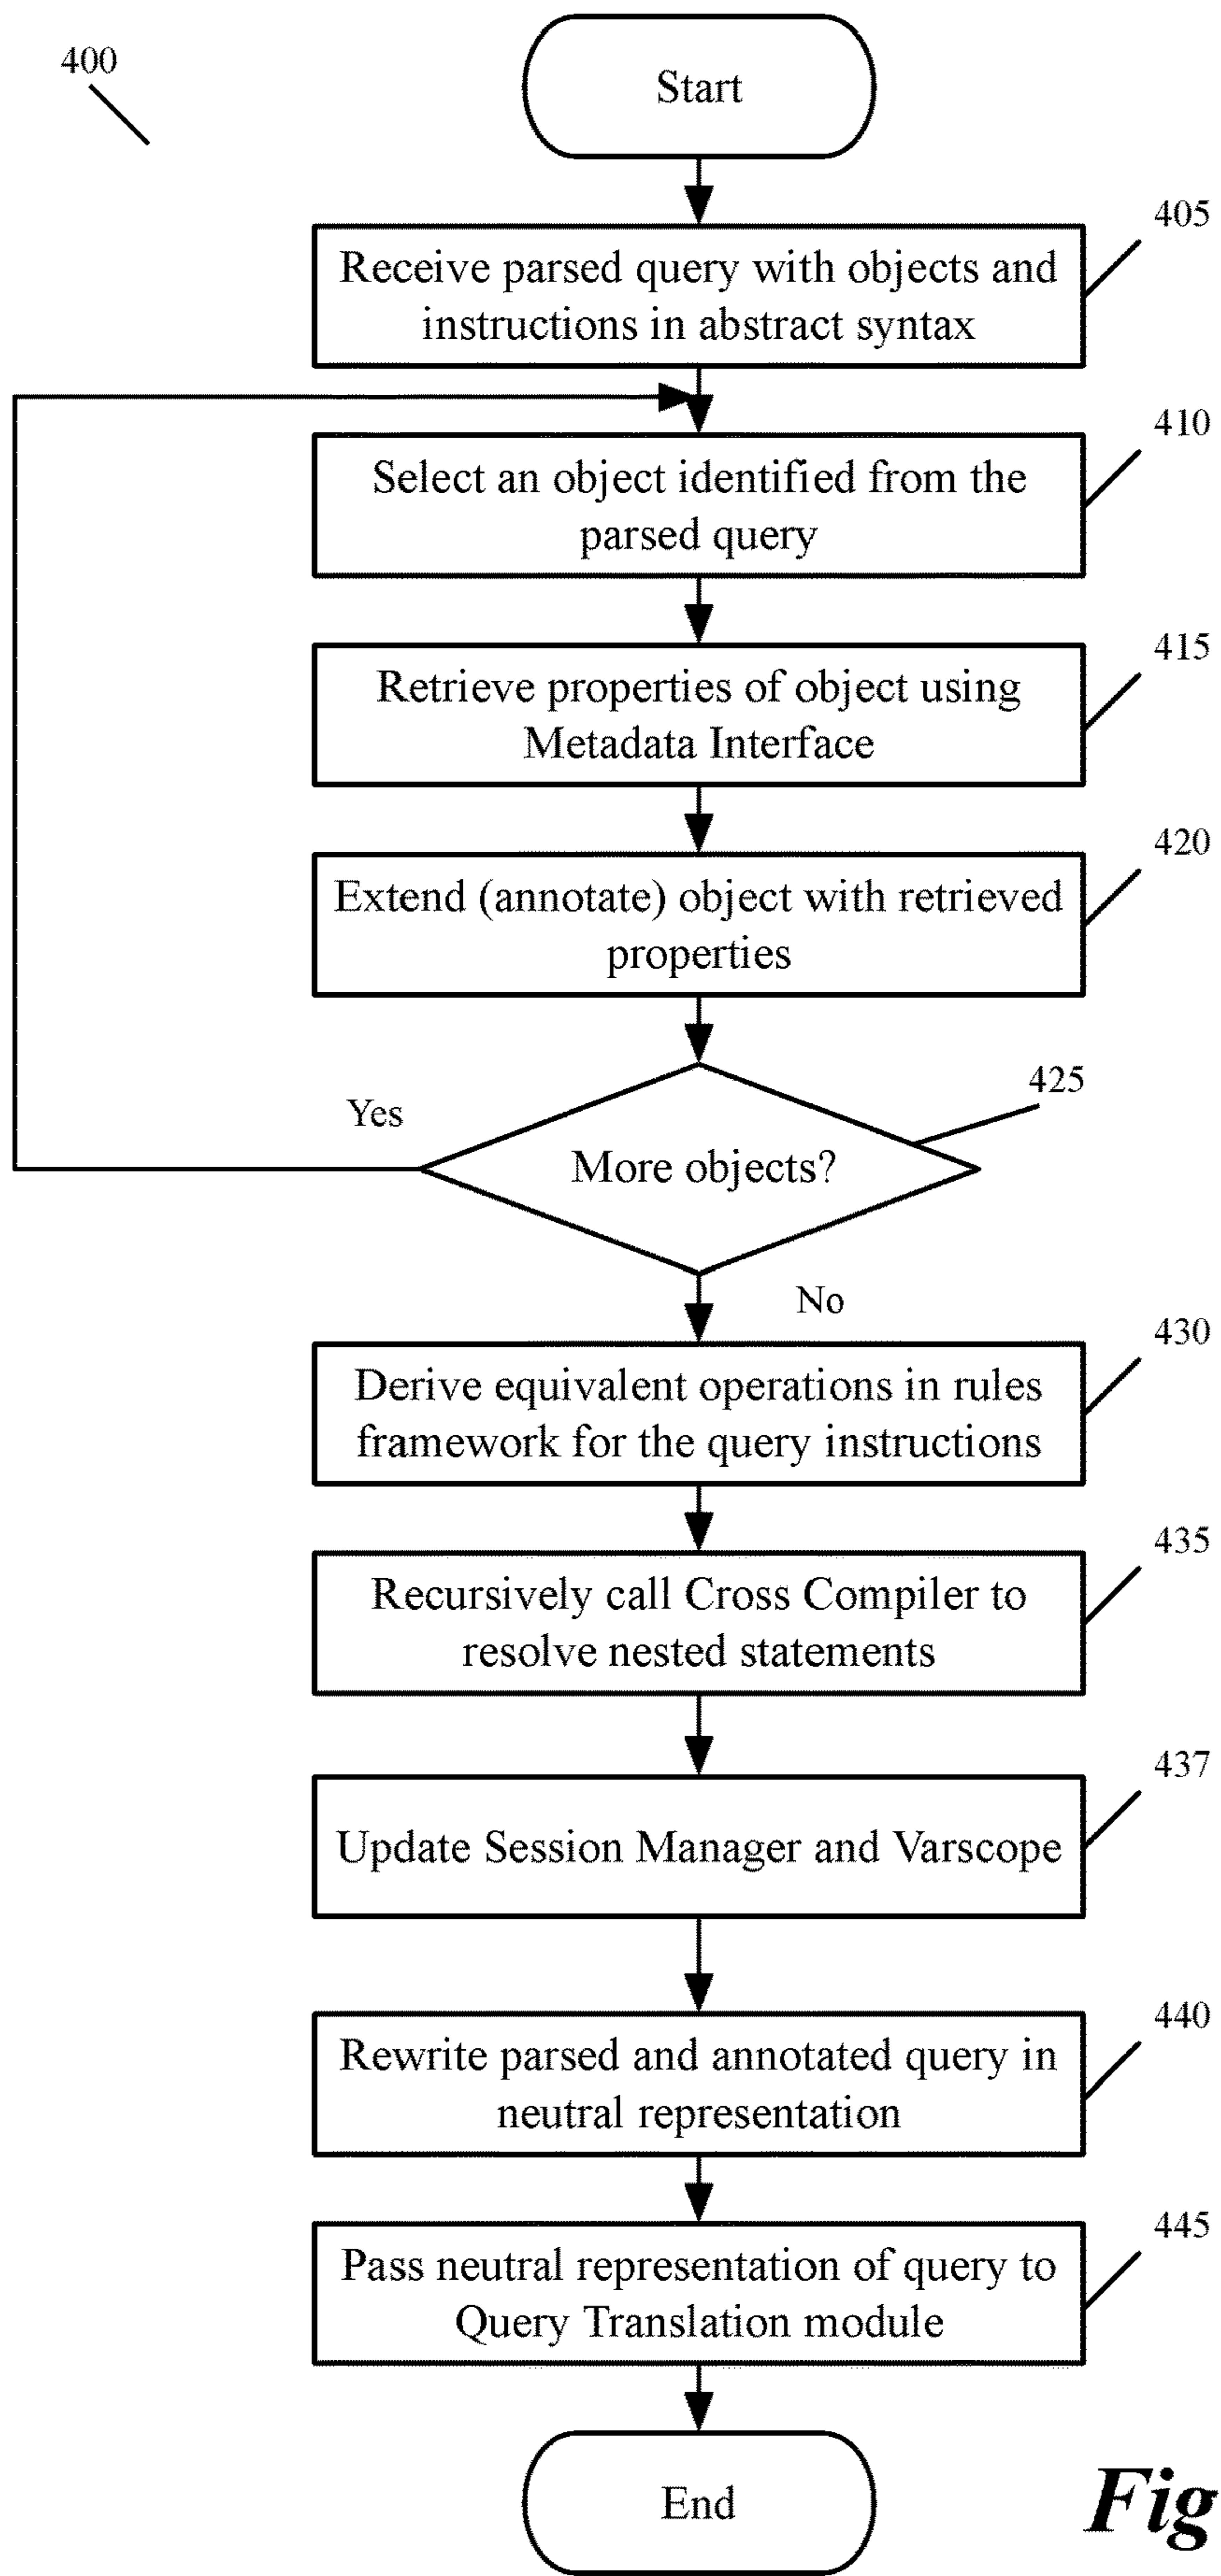 400
Start
405
Receive parsed query with objects and
instructions in abstract syntax
410
Select an object identified from the
parsed query
415
Retrieve properties of object using
Metadata Interface
420
Extend (annotate) object with retrieved
properties
425
Yes
More objects?
No
430
Derive equivalent operations in rules
framework for the query instructions
435
Recursively call Cross Compiler to
resolve nested statements
437
Update Session Manager and Varscope
440
Rewrite parsed and annotated query in
neutral representation
445
Pass neutral representation of query to
Query Translation module
End
Fig